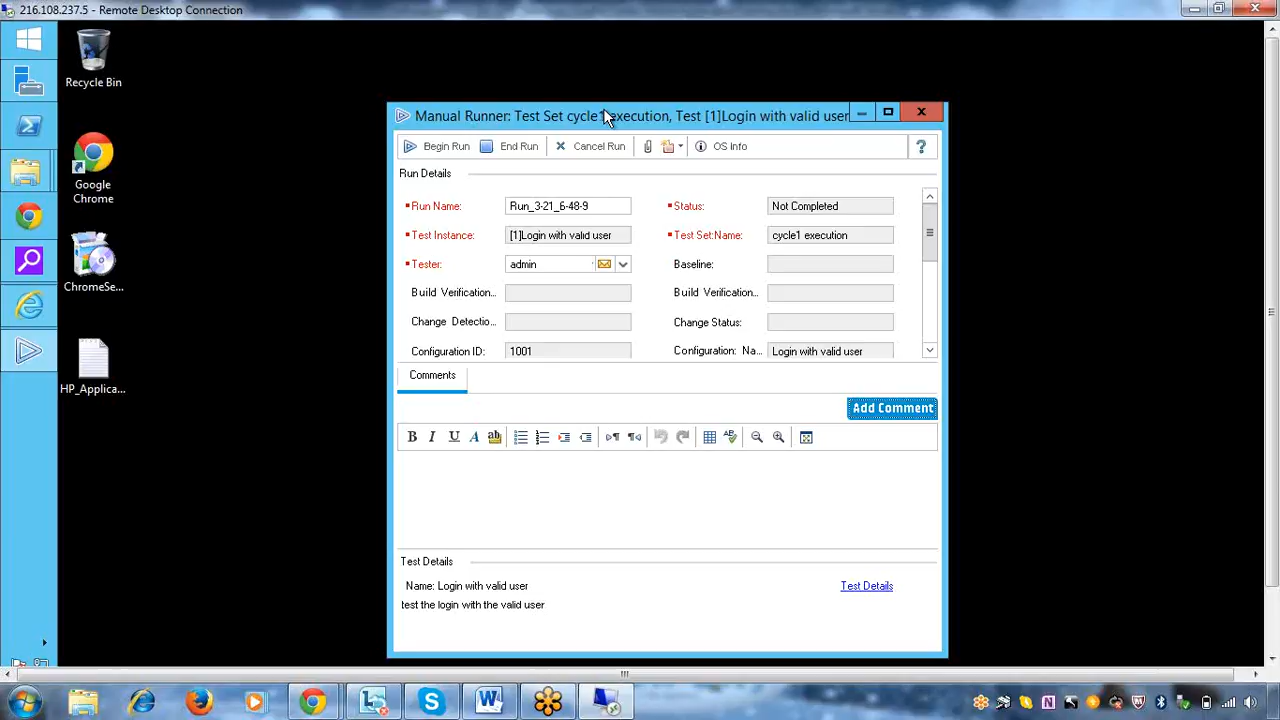 216.108.237.5 - Remote Desktop Connection
Recycle Bin
Google
Chrome
ChromeSe...
HP_Applica...
Manual Runner: Test Set cycle1 execution, Test [1]Login with valid user
Begin Run
End Run
Cancel Run
OS Info
?
Run Details
Run Name:
Run_3-21_6-48-9
Status:
Not Completed
Test Instance:
[1]Login with valid user
Test Set:Name:
cycle1 execution
Tester:
admin
Baseline:
Build Verification...
Build Verification...
Change Detectio...
Change Status:
Configuration ID:
1001
Configuration: Na...
Login with valid user
Comments
Add Comment
B I U A ab
Test Details
Name: Login with valid user
Test Details
test the login with the valid user